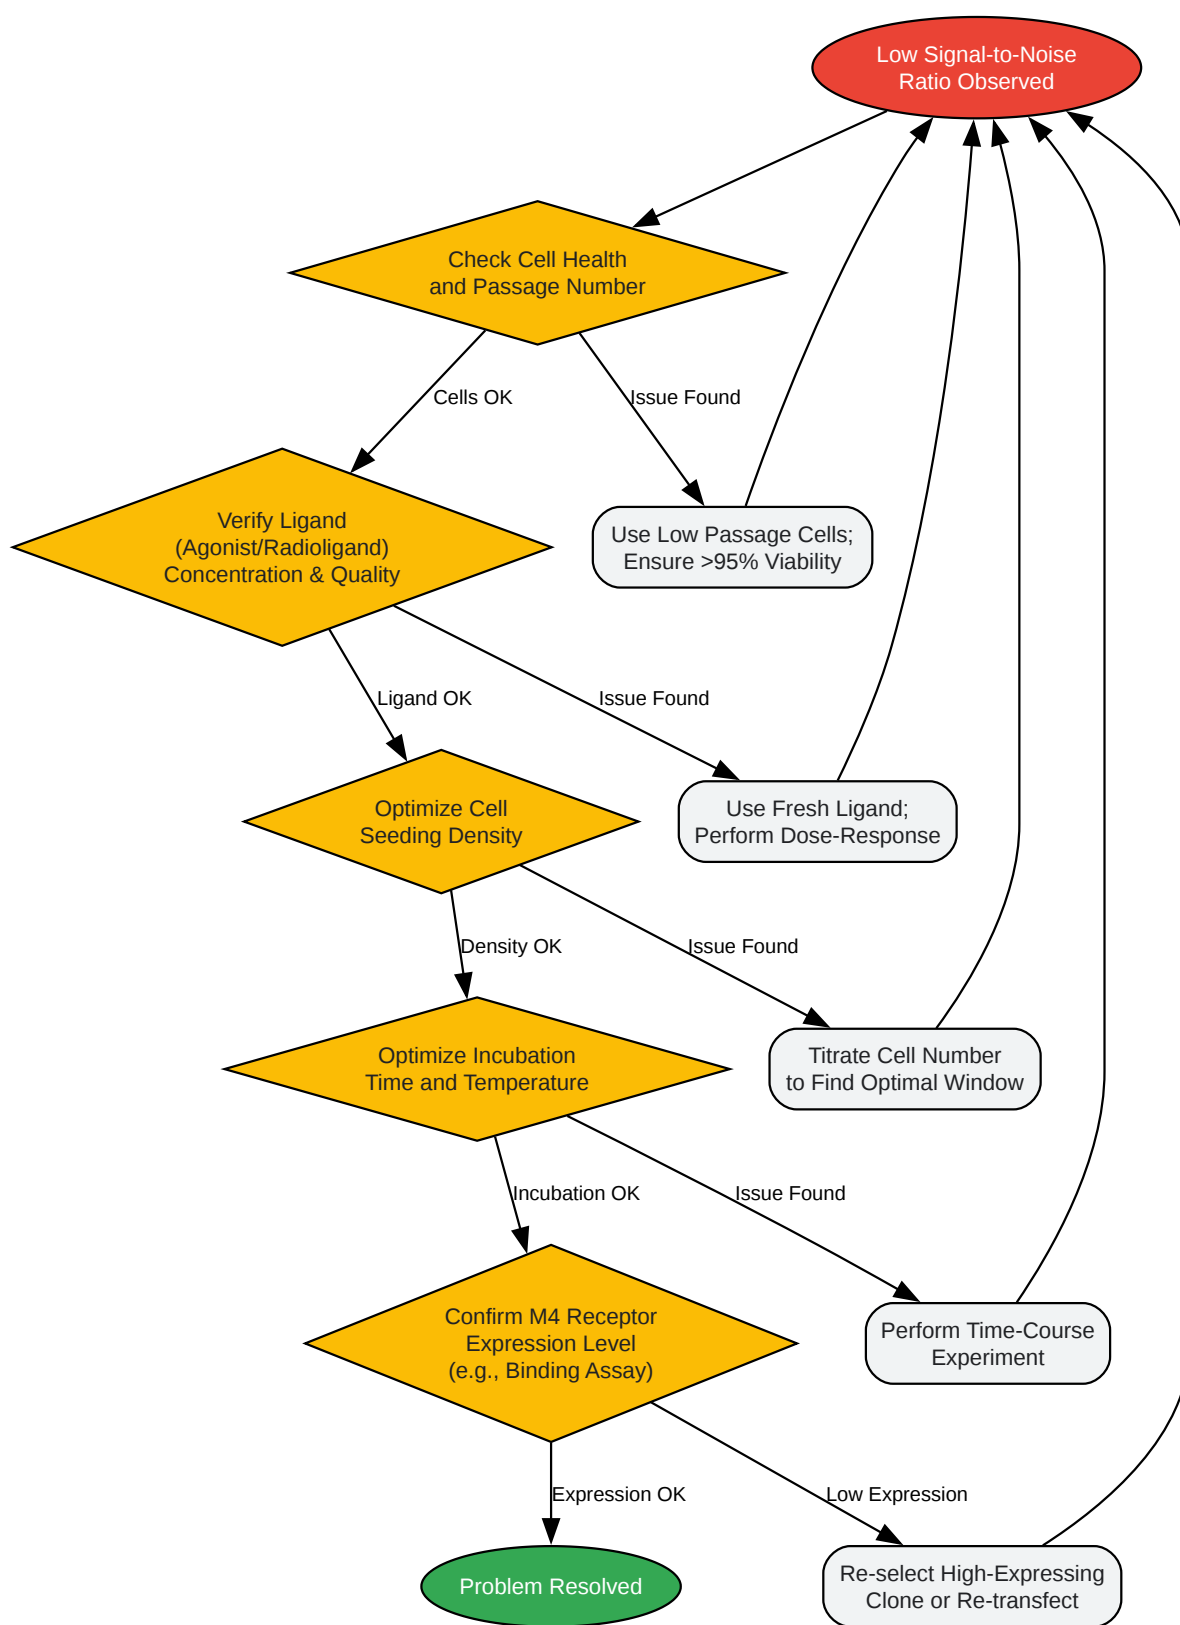 Low Signal-to-Noise
Ratio Observed
Check Cell Health
and Passage Number
Cells OK
Issue Found
Verify Ligand
(Agonist/Radioligand)
Concentration & Quality
Use Low Passage Cells;
Ensure >95% Viability
Ligand OK
Issue Found
Optimize Cell
Seeding Density
Use Fresh Ligand;
Perform Dose-Response
Density OK
Issue Found
Optimize Incubation
Time and Temperature
Titrate Cell Number
to Find Optimal Window
Incubation OK
Issue Found
Confirm M4 Receptor
Expression Level
(e.g., Binding Assay)
Perform Time-Course
Experiment
Expression OK
Low Expression
Problem Resolved
Re-select High-Expressing
Clone or Re-transfect